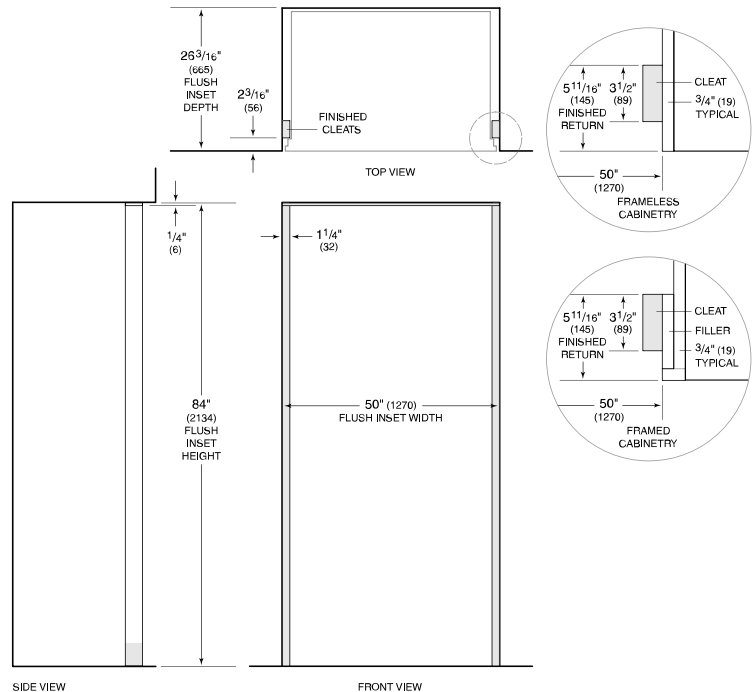 26 3/16"
(665)
FLUSH
INSET
DEPTH
2 3/16"
(56)
FINISHED
CLEATS
TOP VIEW
5 11/16"
(145)
FINISHED
RETURN
3 1/2"
(89)
CLEAT
3/4" (19)
TYPICAL
50"
(1270)
FRAMELESS
CABINETRY
1/4"
(6)
1 1/4"
(32)
84"
(2134)
FLUSH
INSET
HEIGHT
50" (1270)
FLUSH INSET WIDTH
5 11/16"
(145)
FINISHED
RETURN
3 1/2"
(89)
CLEAT
FILLER
3/4" (19)
TYPICAL
50"
(1270)
FRAMED
CABINETRY
SIDE VIEW
FRONT VIEW